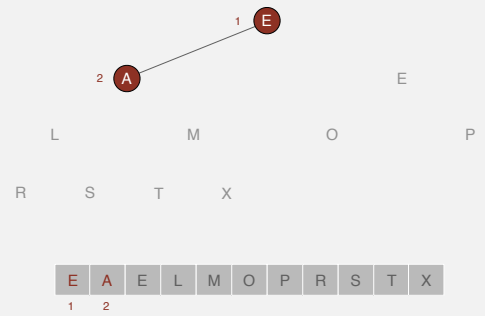 1 E
2 A E
L M O P
R S T X
E A E L M O P R S T X
1 2